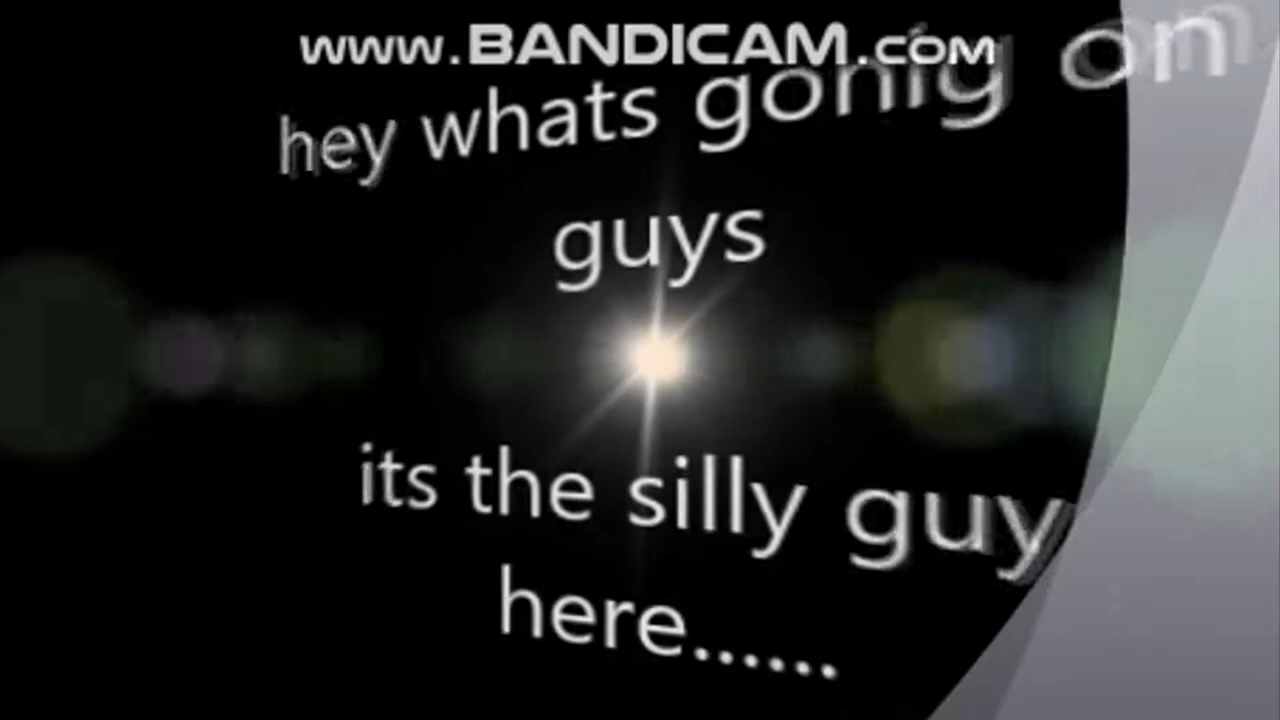 www.BANDICAM.com
hey whats gonig on
guys
its the silly guy
here......